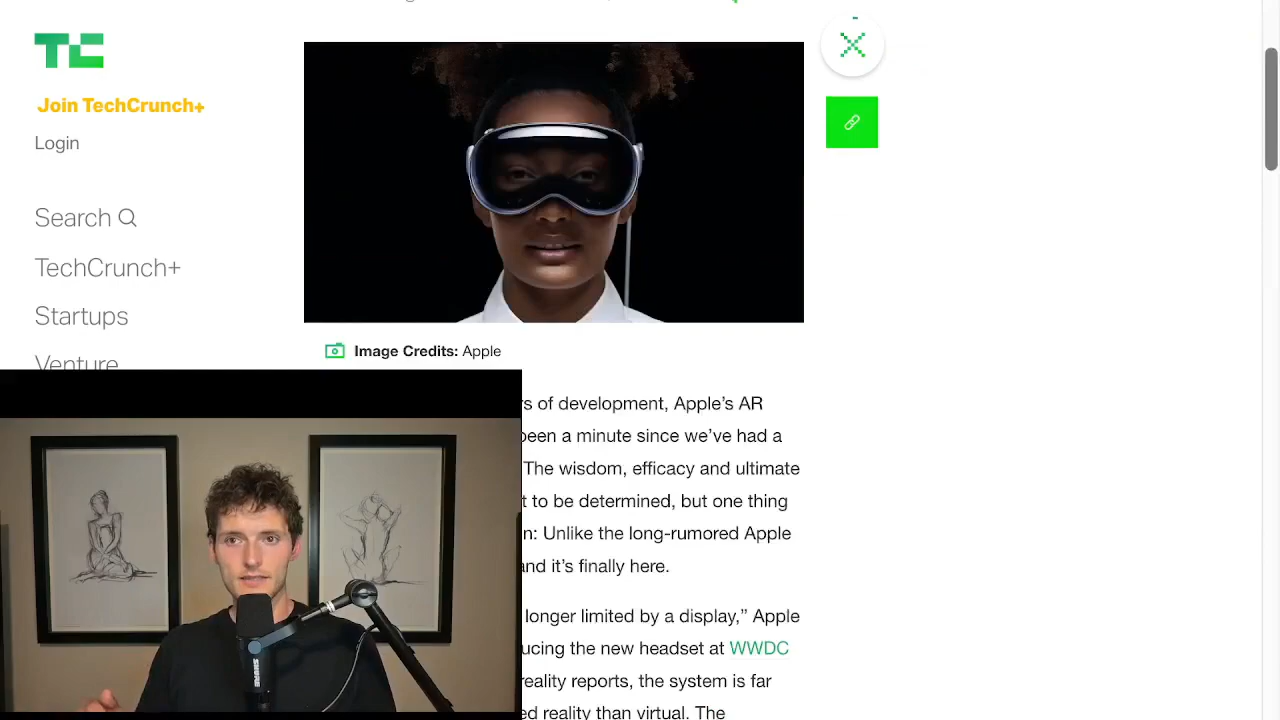 TC
Join TechCrunch+
Login
Search
TechCrunch+
Startups
Venture
Image Credits: Apple
rs of development, Apple’s AR
been a minute since we’ve had a
The wisdom, efficacy and ultimate
t to be determined, but one thing
n: Unlike the long-rumored Apple
and it’s finally here.
longer limited by a display,” Apple
ucing the new headset at WWDC
reality reports, the system is far
ed reality than virtual. The
SHURE